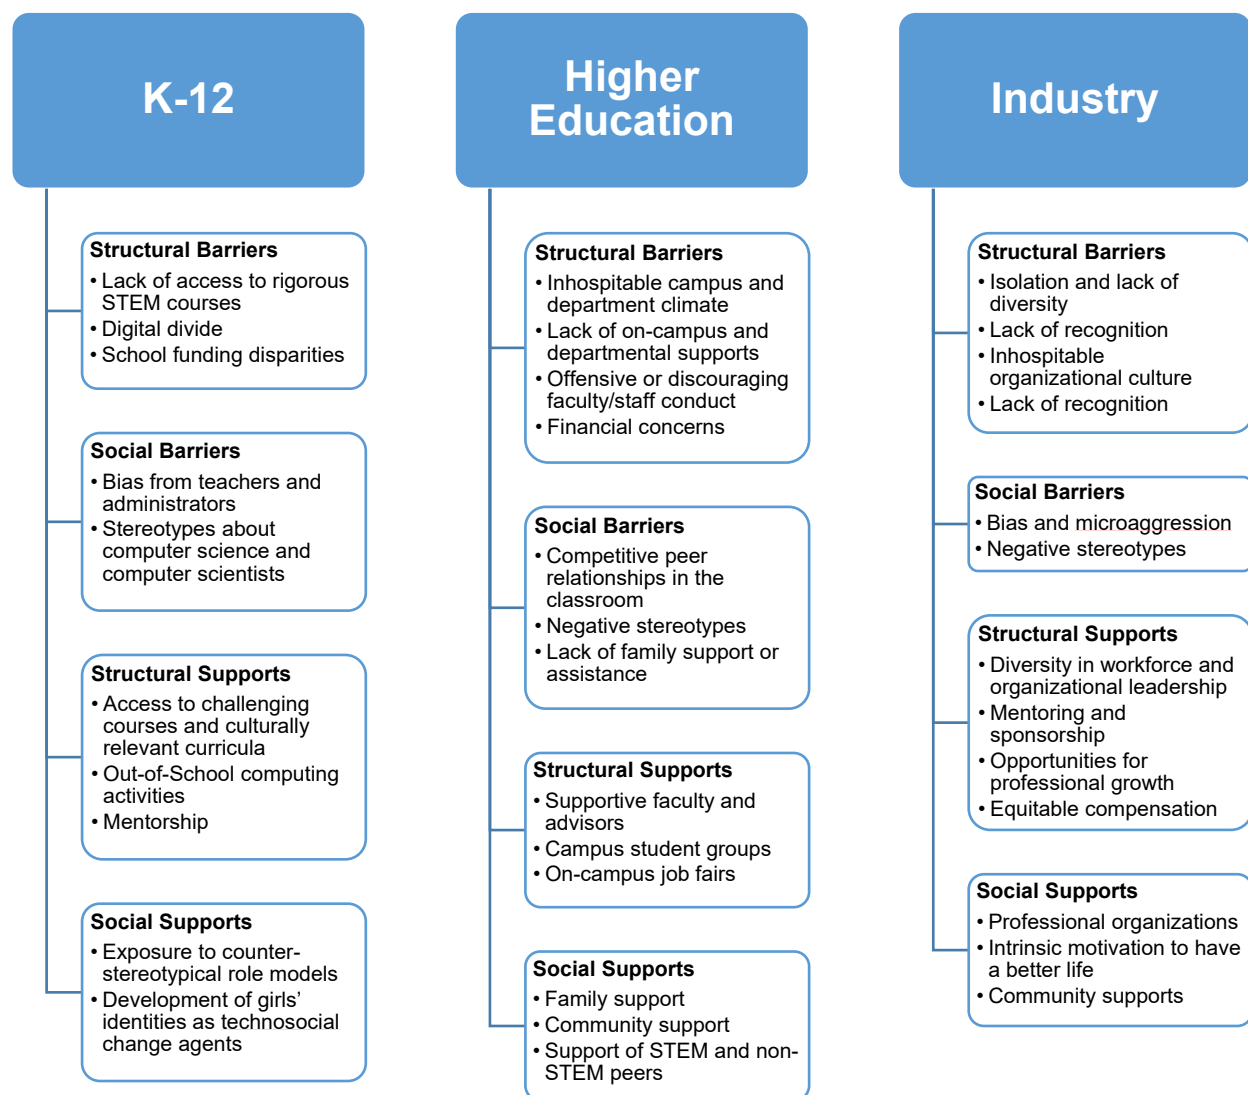 K-12
Structural Barriers
• Lack of access to rigorous
STEM courses
• Digital divide
• School funding disparities
Social Barriers
• Bias from teachers and
administrators
• Stereotypes about
computer science and
computer scientists
Structural Supports
• Access to challenging
courses and culturally
relevant curricula
• Out-of-School computing
activities
• Mentorship
Social Supports
• Exposure to counter-
stereotypical role models
• Development of girls’
identities as technosocial
change agents
Higher
Education
Structural Barriers
• Inhospitable campus and
department climate
• Lack of on-campus and
departmental supports
• Offensive or discouraging
faculty/staff conduct
• Financial concerns
Social Barriers
• Competitive peer
relationships in the
classroom
• Negative stereotypes
• Lack of family support or
assistance
Structural Supports
• Supportive faculty and
advisors
• Campus student groups
• On-campus job fairs
Social Supports
• Family support
• Community support
• Support of STEM and non-
STEM peers
Industry
Structural Barriers
• Isolation and lack of
diversity
• Lack of recognition
• Inhospitable
organizational culture
• Lack of recognition
Social Barriers
• Bias and microaggression
• Negative stereotypes
Structural Supports
• Diversity in workforce and
organizational leadership
• Mentoring and
sponsorship
• Opportunities for
professional growth
• Equitable compensation
Social Supports
• Professional organizations
• Intrinsic motivation to have
a better life
• Community supports